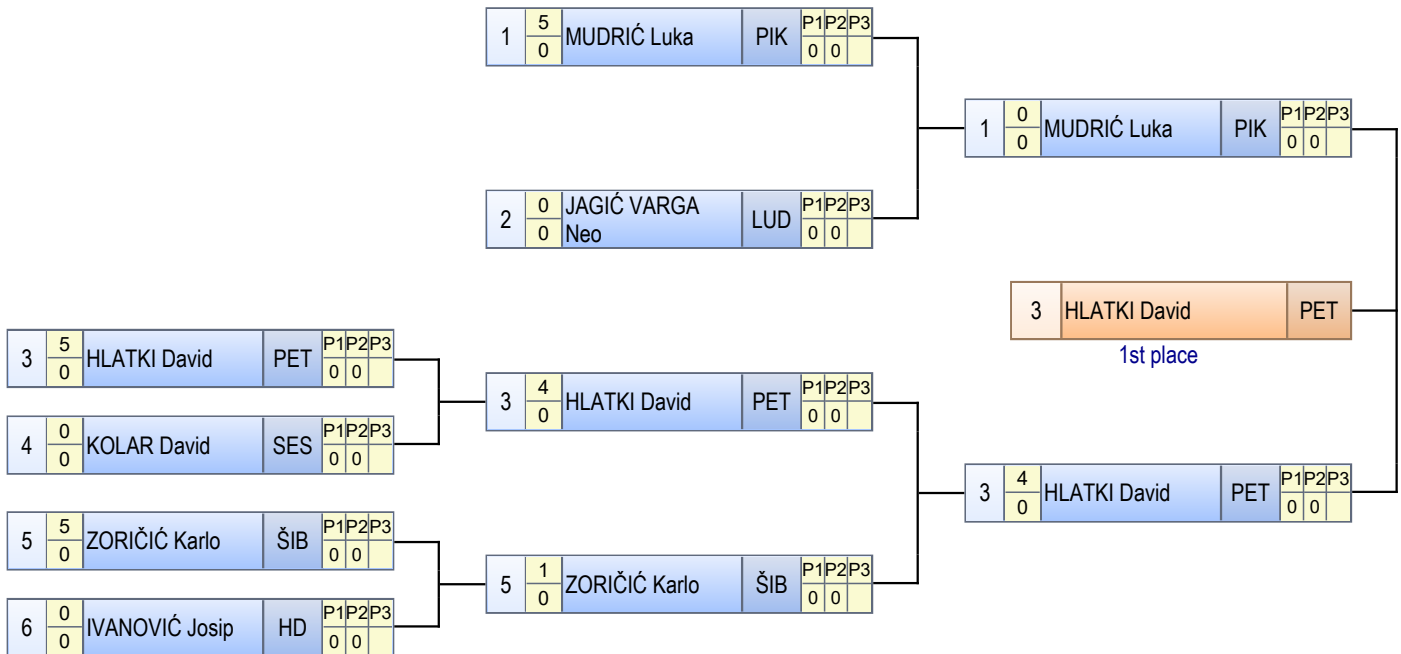 1 5 0 MUDRIĆ Luka PIK P1 P2 P3 0 0
1 0 0 MUDRIĆ Luka PIK P1 P2 P3 0 0
2 0 0 JAGIĆ VARGA Neo LUD P1 P2 P3 0 0
3 HLATKI David PET
1st place
3 5 0 HLATKI David PET P1 P2 P3 0 0
3 4 0 HLATKI David PET P1 P2 P3 0 0
4 0 0 KOLAR David SES P1 P2 P3 0 0
3 4 0 HLATKI David PET P1 P2 P3 0 0
5 5 0 ZORIČIĆ Karlo ŠIB P1 P2 P3 0 0
5 1 0 ZORIČIĆ Karlo ŠIB P1 P2 P3 0 0
6 0 0 IVANOVIĆ Josip HD P1 P2 P3 0 0